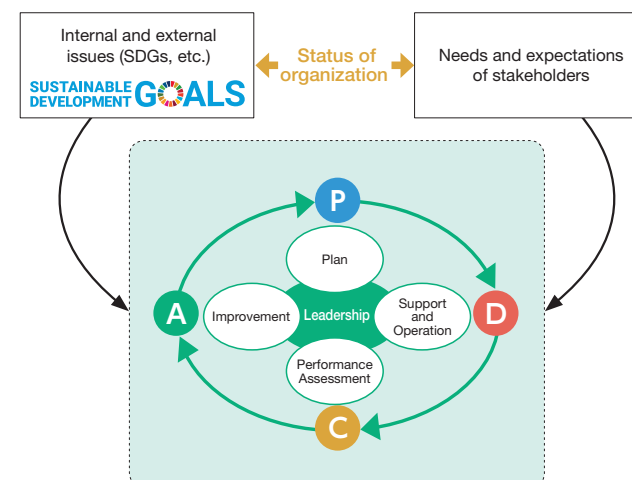 Internal and external
issues (SDGs, etc.)
SUSTAINABLE
DEVELOPMENT
GOALS
Status of
organization
Needs and expectations
of stakeholders
P
Plan
A
Improvement
Leadership
Support
and
Operation
D
Performance
Assessment
C